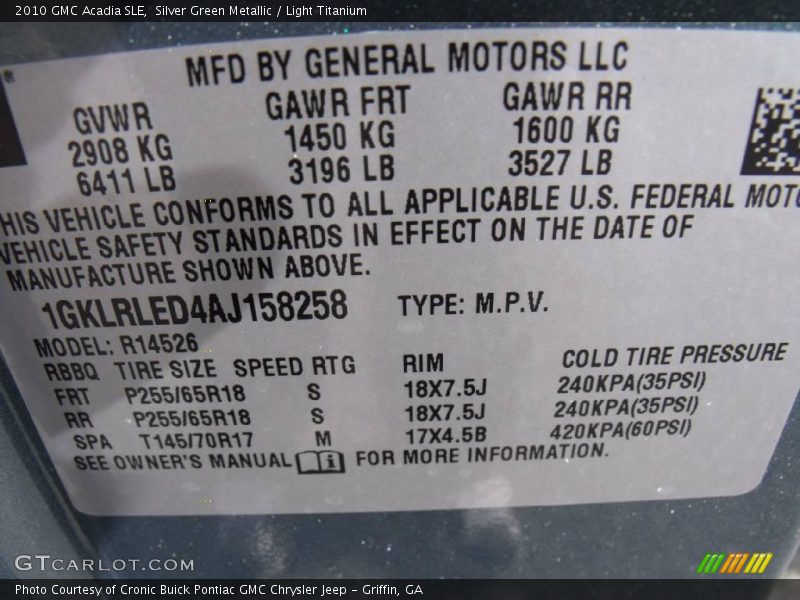 2010 GMC Acadia SLE, Silver Green Metallic / Light Titanium
MFD BY GENERAL MOTORS LLC
GVWR GAWR FRT GAWR RR
2908 KG 1450 KG 1600 KG
6411 LB 3196 LB 3527 LB
HIS VEHICLE CONFORMS TO ALL APPLICABLE U.S. FEDERAL MOTO
VEHICLE SAFETY STANDARDS IN EFFECT ON THE DATE OF
MANUFACTURE SHOWN ABOVE.
1GKLRLED4AJ158258 TYPE: M.P.V.
MODEL: R14526
RBBQ TIRE SIZE SPEED RTG RIM COLD TIRE PRESSURE
FRT P255/65R18 S 18X7.5J 240KPA(35PSI)
RR P255/65R18 S 18X7.5J 240KPA(35PSI)
SPA T145/70R17 M 17X4.5B 420KPA(60PSI)
SEE OWNER'S MANUAL FOR MORE INFORMATION.
GTCARLOT.COM
Photo Courtesy of Cronic Buick Pontiac GMC Chrysler Jeep - Griffin, GA